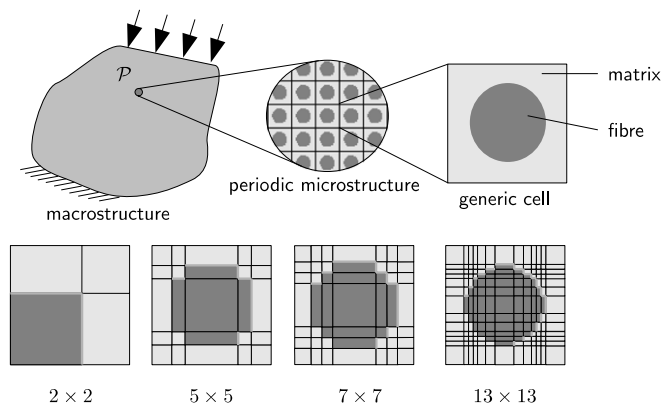 𝒫
matrix
fibre
macrostructure
periodic microstructure
generic cell
2 × 2
5 × 5
7 × 7
13 × 13